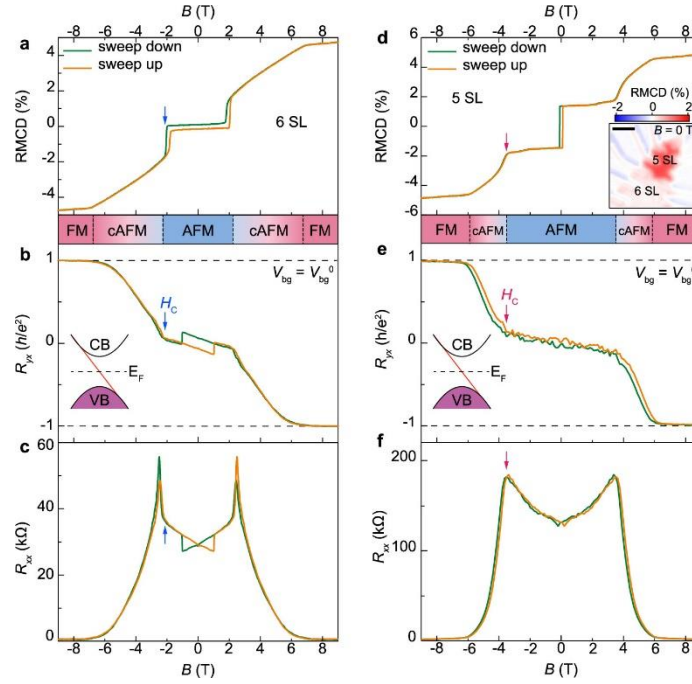 B (T)
-8 -6 -4 -2 0 2 4 6 8
a
sweep down
sweep up
6 SL
RMCD (%)
4
2
0
-2
-4
FM cAFM AFM cAFM FM
b
V_bg = V_bg^0
H_C
R_yx (h/e²)
1
0
-1
CB
E_F
VB
c
R_xx (kΩ)
60
40
20
0
-8 -6 -4 -2 0 2 4 6 8
B (T)
B (T)
-8 -6 -4 -2 0 2 4 6 8
d
sweep down
sweep up
5 SL
RMCD (%)
6
4
2
0
-2
-4
-6
RMCD (%)
-2 0 2
B = 0 T
5 SL
6 SL
FM cAFM AFM cAFM FM
e
V_bg = V_bg^0
H_C
R_yx (h/e²)
1
0
-1
CB
E_F
VB
f
R_xx (kΩ)
200
100
0
-8 -6 -4 -2 0 2 4 6 8
B (T)